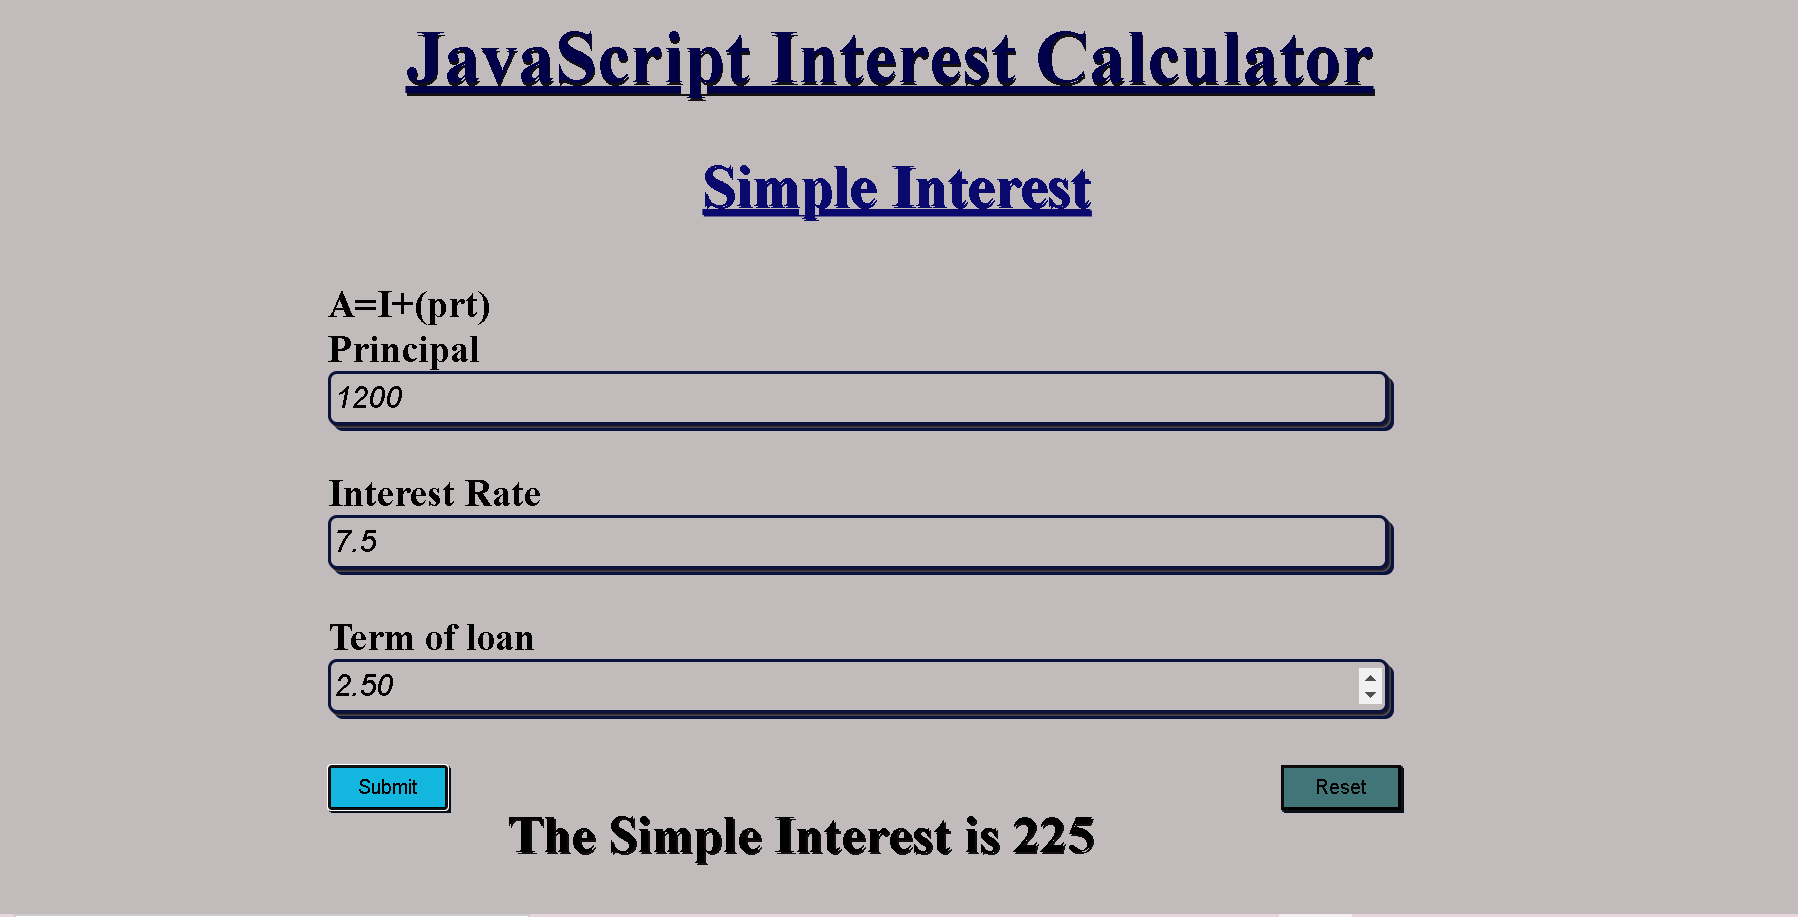 JavaScript Interest Calculator
Simple Interest
A=I+(prt)
Principal
1200
Interest Rate
7.5
Term of loan
2.50
Submit
Reset
The Simple Interest is 225